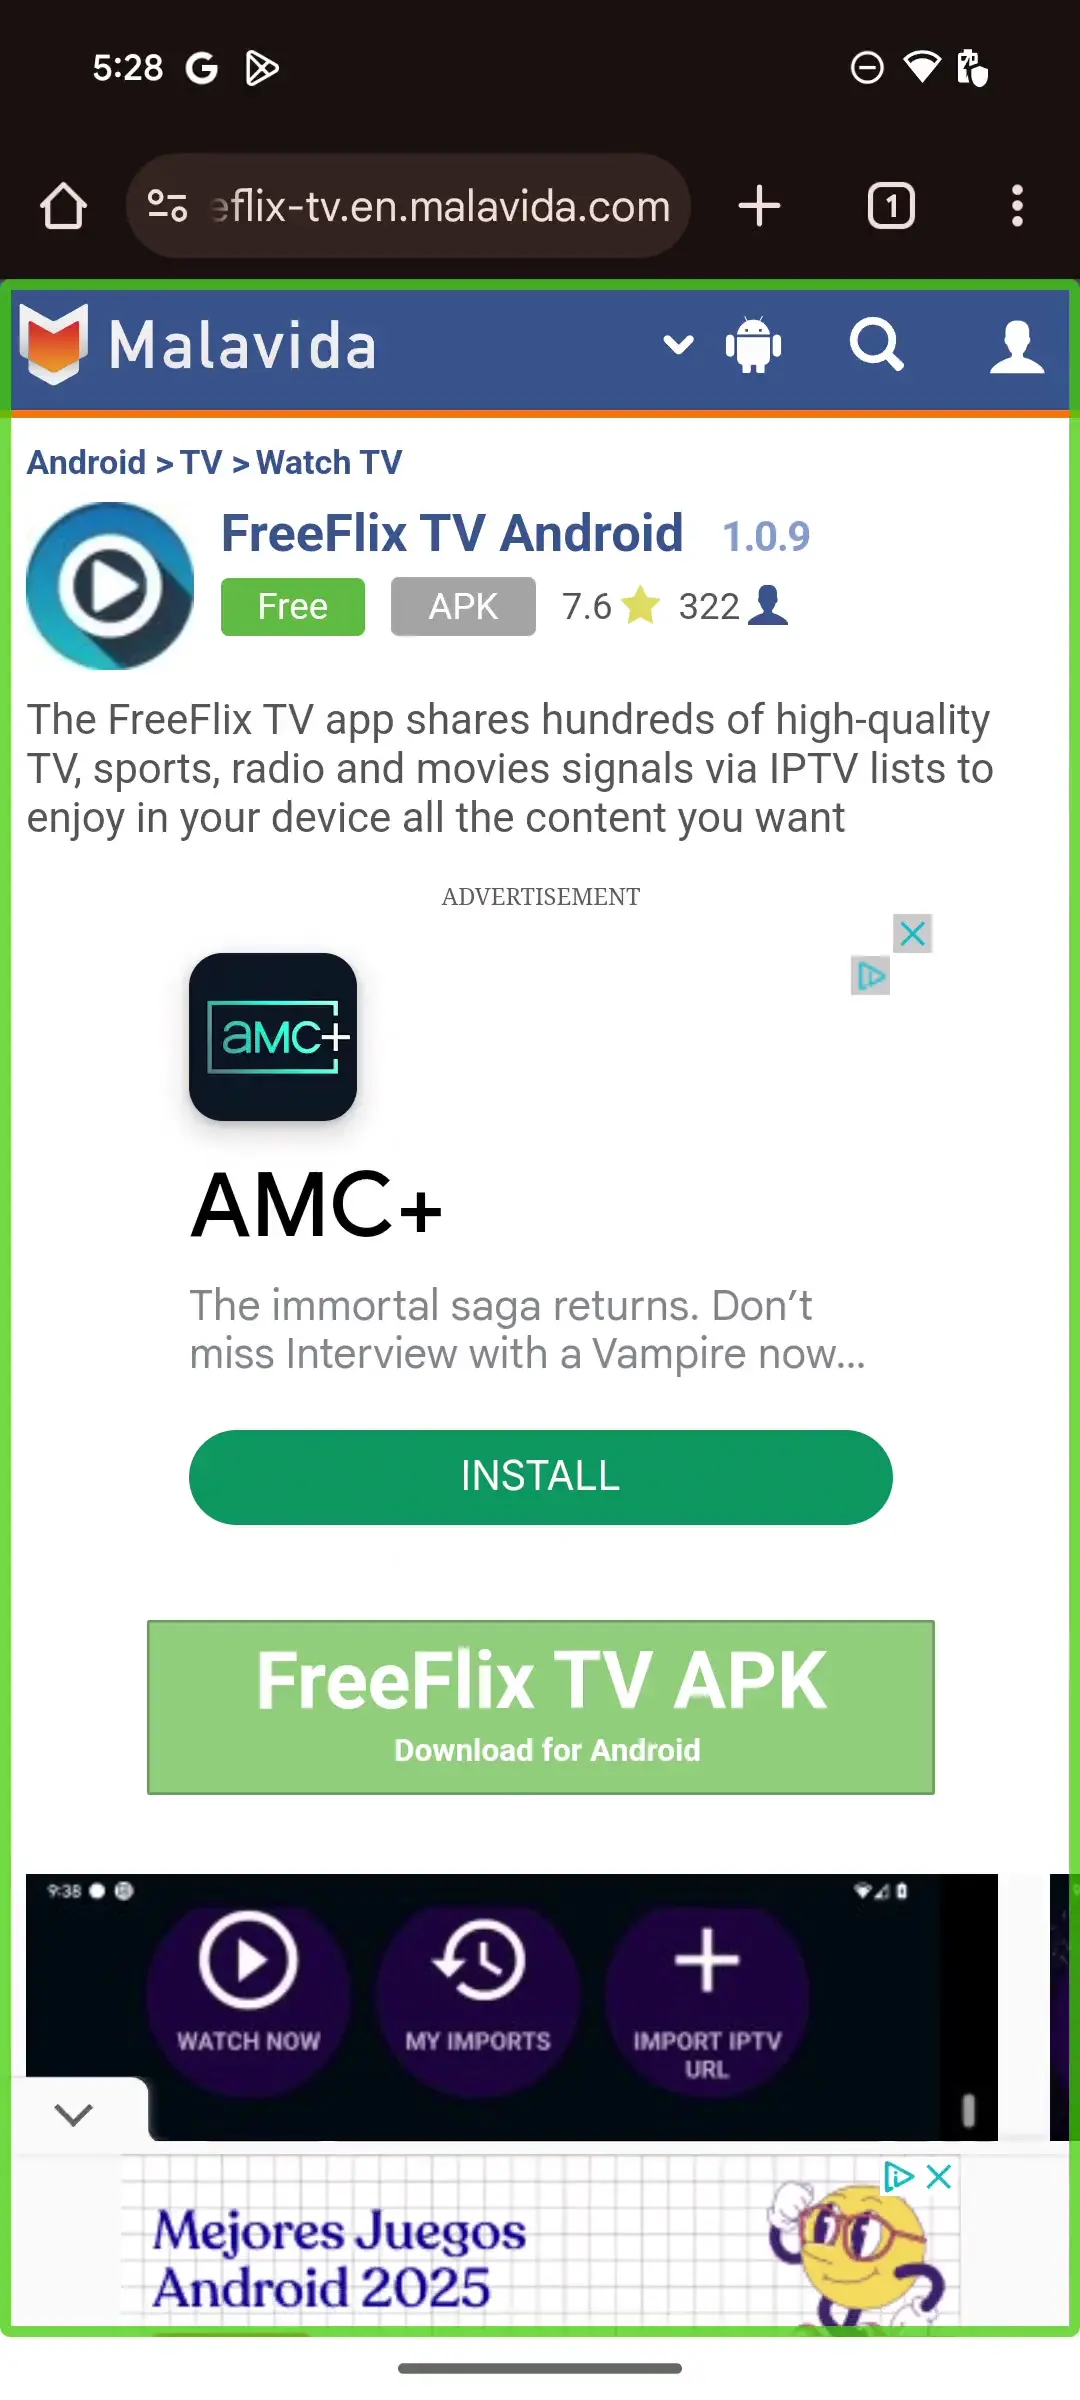 5:28
eflix-tv.en.malavida.com
1
Malavida
Android > TV > Watch TV
FreeFlix TV Android 1.0.9
Free APK 7.6 322
The FreeFlix TV app shares hundreds of high-quality
TV, sports, radio and movies signals via IPTV lists to
enjoy in your device all the content you want
ADVERTISEMENT
aMC+
AMC+
The immortal saga returns. Don’t
miss Interview with a Vampire now...
INSTALL
FreeFlix TV APK
Download for Android
9:38
WATCH NOW
MY IMPORTS
IMPORT IPTV
URL
Mejores Juegos
Android 2025